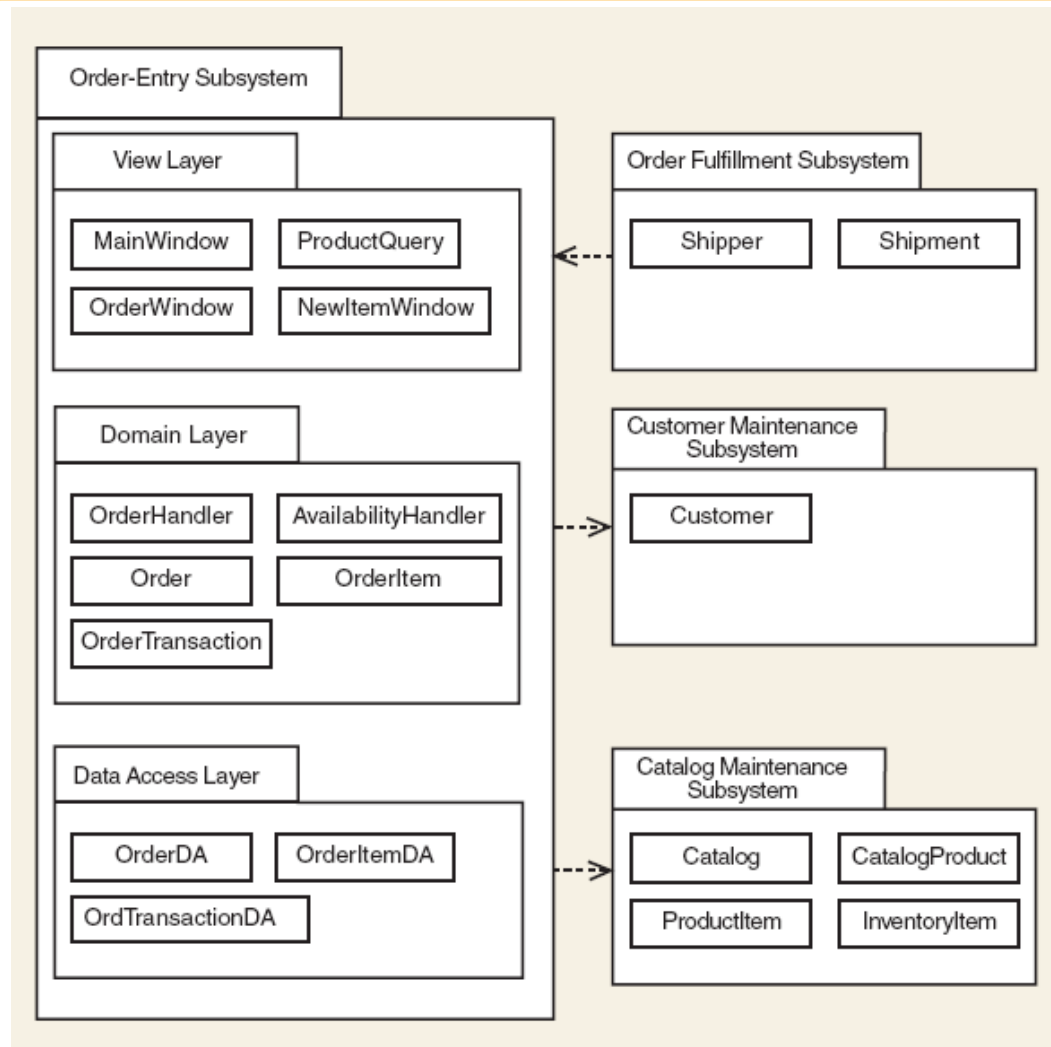 Order-Entry Subsystem
View Layer
MainWindow
ProductQuery
OrderWindow
NewItemWindow
Domain Layer
OrderHandler
AvailabilityHandler
Order
OrderItem
OrderTransaction
Data Access Layer
OrderDA
OrderItemDA
OrdTransactionDA
Order Fulfillment Subsystem
Shipper
Shipment
Customer Maintenance
Subsystem
Customer
Catalog Maintenance
Subsystem
Catalog
CatalogProduct
ProductItem
InventoryItem